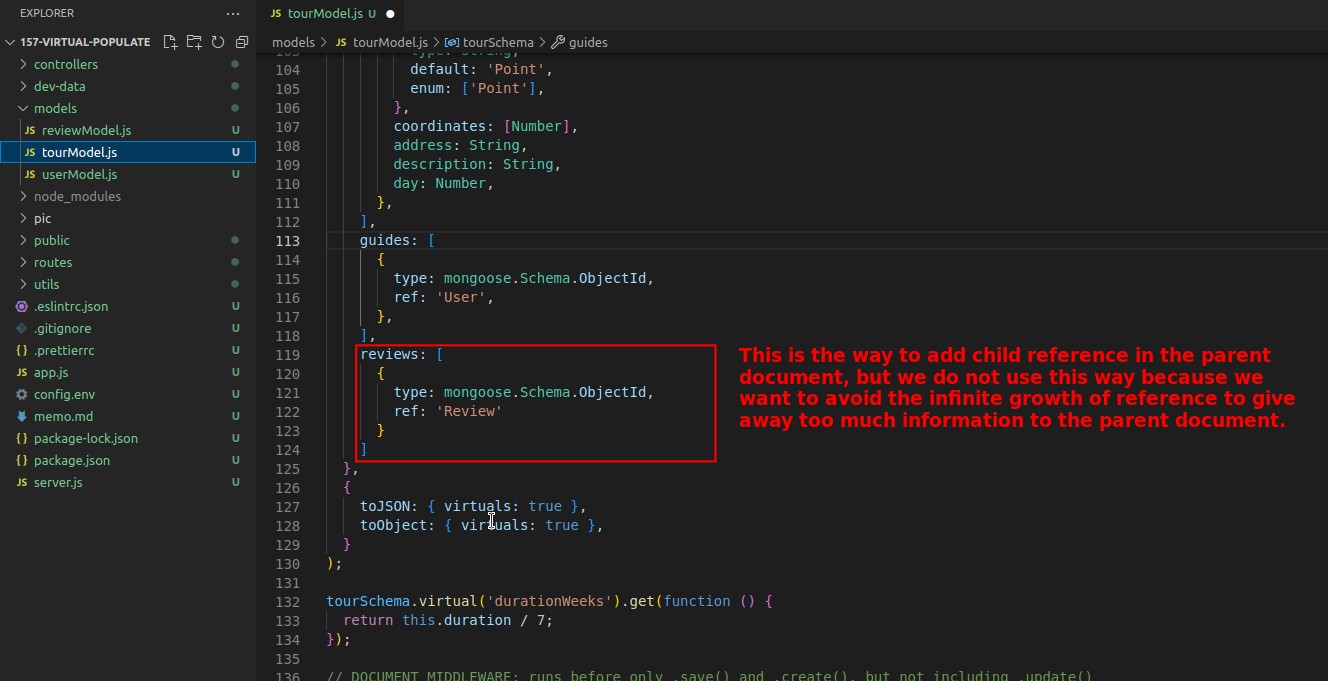 EXPLORER
157-VIRTUAL-POPULATE
controllers
dev-data
models
JS reviewModel.js U
JS tourModel.js U
JS userModel.js U
node_modules
pic
public
routes
utils
.eslintrc.json U
.gitignore U
{} .prettierrc U
JS app.js U
config.env U
memo.md U
{} package-lock.json U
{} package.json U
JS server.js U
JS tourModel.js U
models > JS tourModel.js > tourSchema > guides
103 type: String,
104 default: 'Point',
105 enum: ['Point'],
106 },
107 coordinates: [Number],
108 address: String,
109 description: String,
110 day: Number,
111 },
112 ],
113 guides: [
114 {
115 type: mongoose.Schema.ObjectId,
116 ref: 'User',
117 },
118 ],
119 reviews: [
120 {
121 type: mongoose.Schema.ObjectId,
122 ref: 'Review'
123 }
124 ]
125 },
126 {
127 toJSON: { virtuals: true },
128 toObject: { virtuals: true },
129 }
130 );
131
132 tourSchema.virtual('durationWeeks').get(function () {
133 return this.duration / 7;
134 });
135
136 // DOCUMENT MIDDLEWARE: runs before only .save() and .create(), but not including .update()
This is the way to add child reference in the parent
document, but we do not use this way because we
want to avoid the infinite growth of reference to give
away too much information to the parent document.